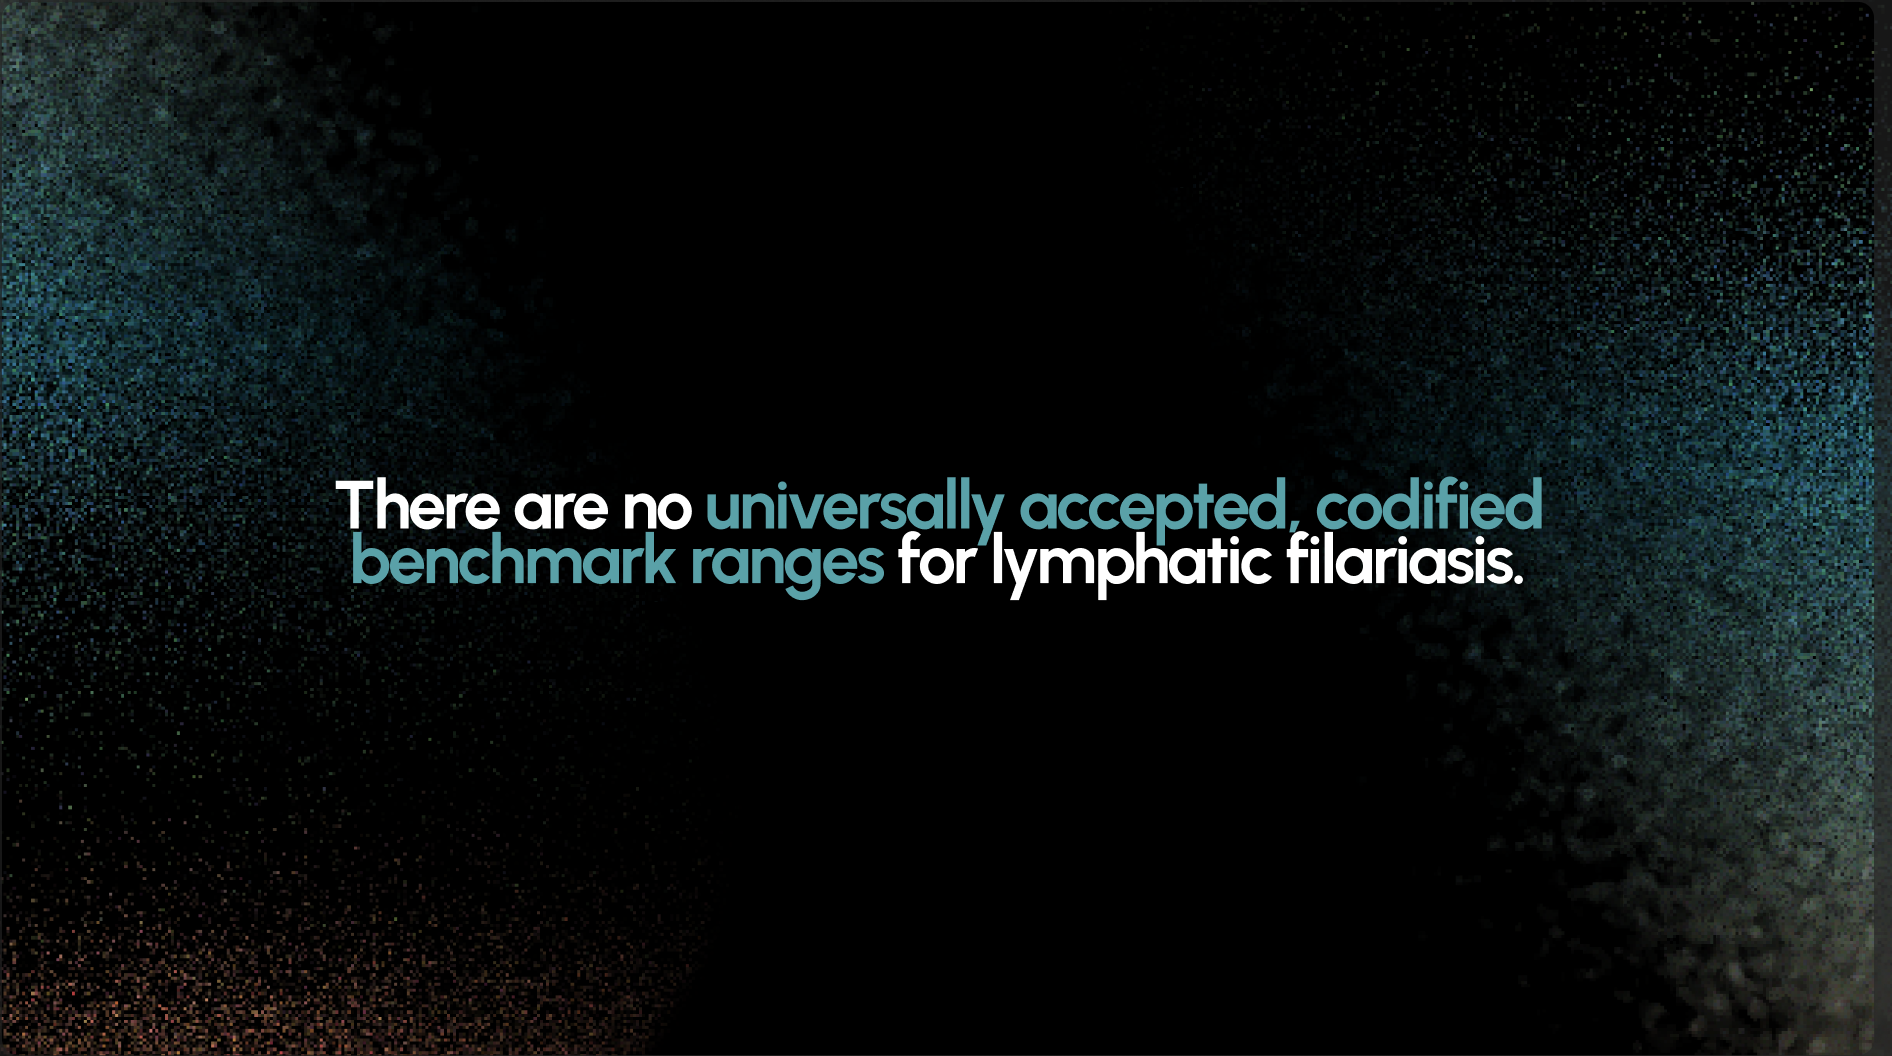 There are no universally accepted, codified
benchmark ranges for lymphatic filariasis.